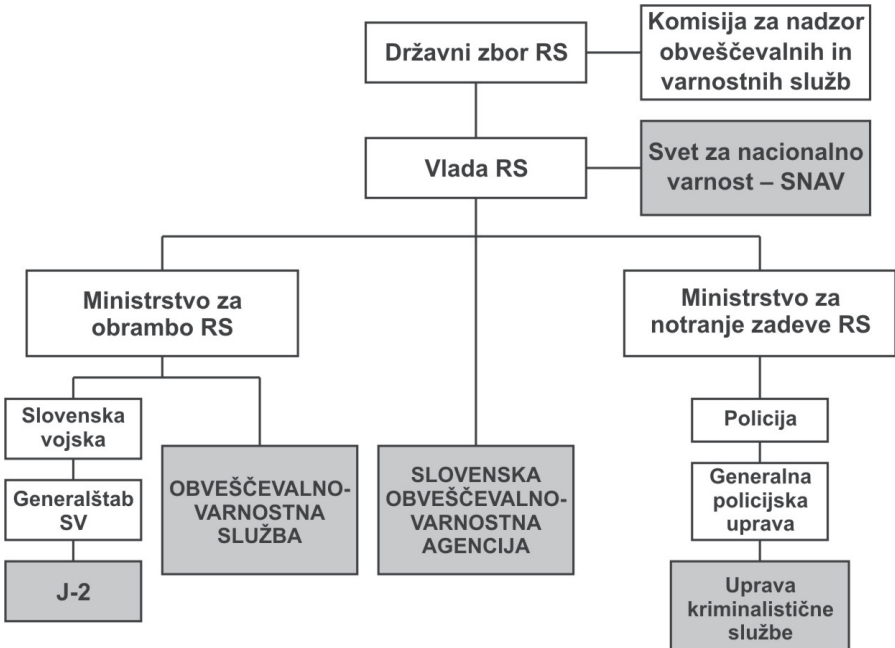 Državni zbor RS
Komisija za nadzor
obveščevalnih in
varnostnih služb
Vlada RS
Svet za nacionalno
varnost – SNAV
Ministrstvo za
obrambo RS
Ministrstvo za
notranje zadeve RS
Slovenska
vojska
Generalštab
SV
J-2
OBVEŠČEVALNO-
VARNOSTNA
SLUŽBA
SLOVENSKA
OBVEŠČEVALNO-
VARNOSTNA
AGENCIJA
Policija
Generalna
policijska
uprava
Uprava
kriminalistične
službe